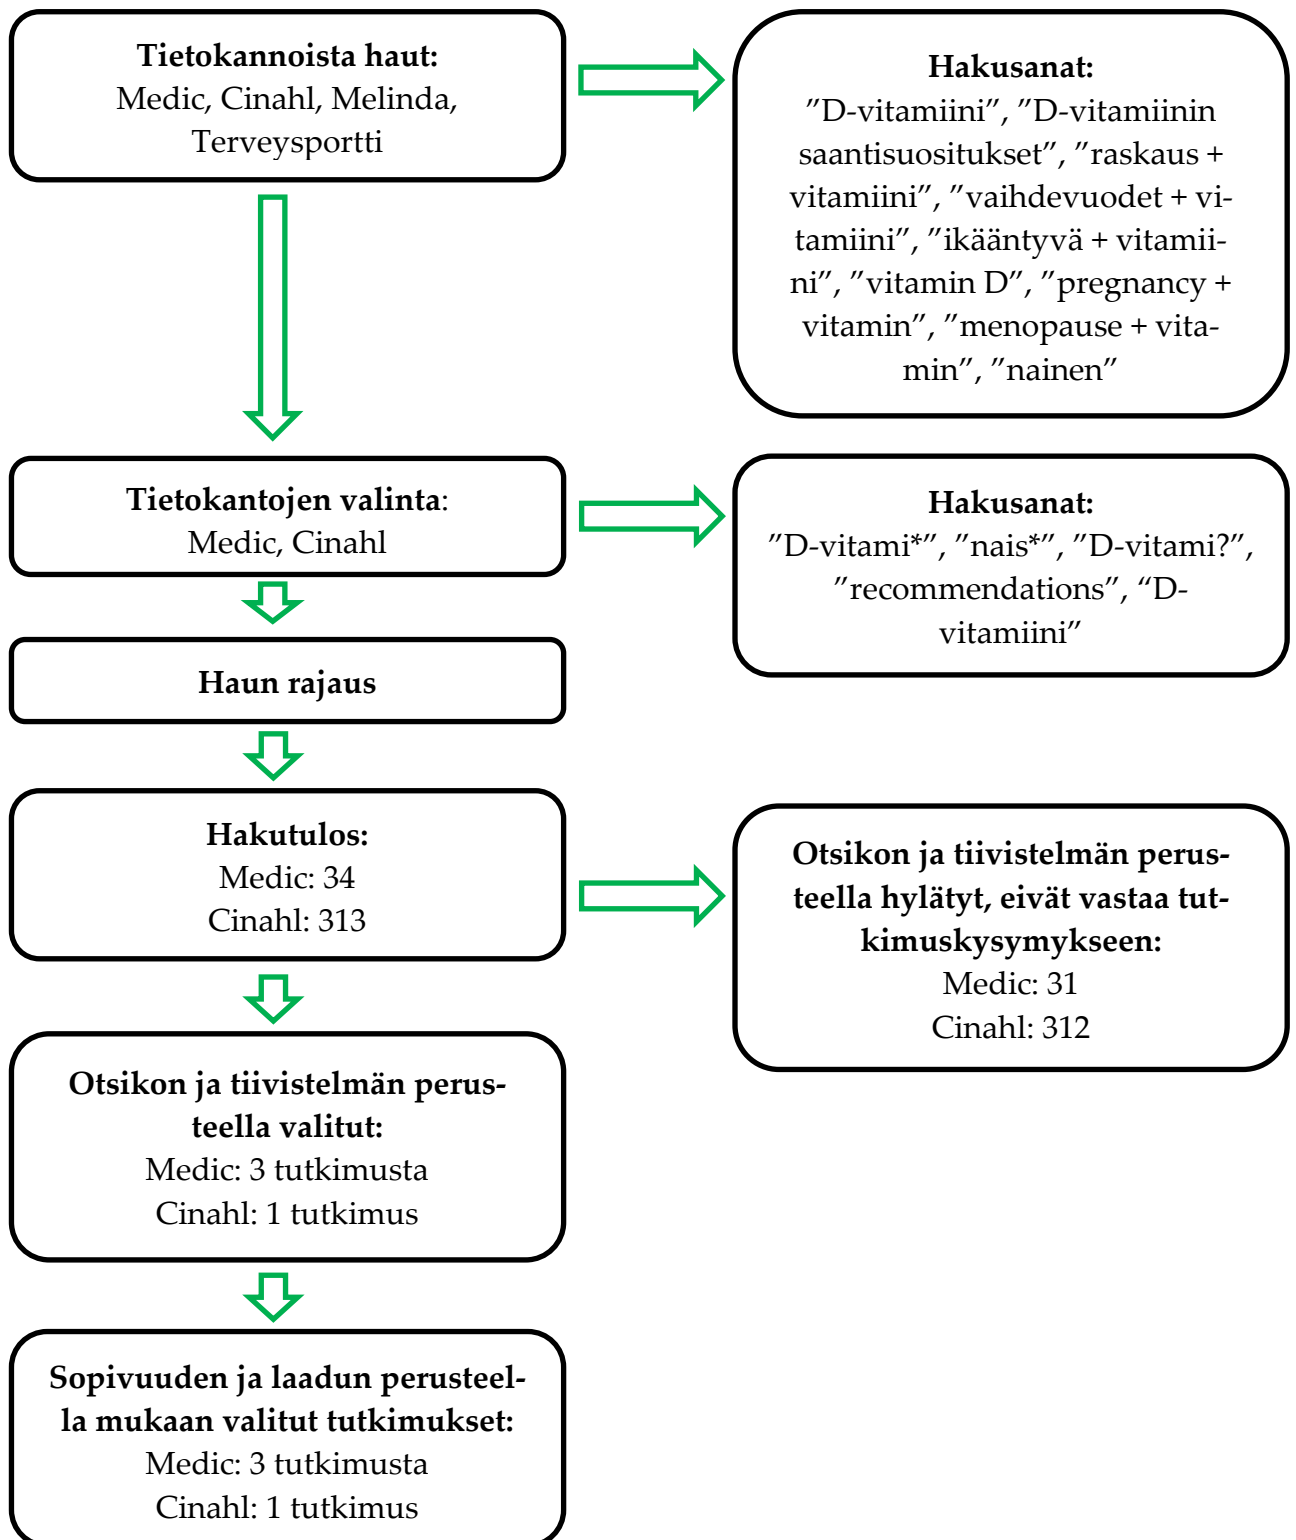 Tietokannoista haut:
Medic, Cinahl, Melinda,
Terveysportti
Hakusanat:
”D-vitamiini”, ”D-vitamiinin
saantisuositukset”, ”raskaus +
vitamiini”, ”vaihdevuodet + vi-
tamiini”, ”ikääntyvä + vitamii-
ni”, ”vitamin D”, ”pregnancy +
vitamin”, ”menopause + vita-
min”, ”nainen”
Tietokantojen valinta:
Medic, Cinahl
Hakusanat:
”D-vitami*”, ”nais*”, ”D-vitami?”,
”recommendations”, “D-
vitamiini”
Haun rajaus
Hakutulos:
Medic: 34
Cinahl: 313
Otsikon ja tiivistelmän perus-
teella hylätyt, eivät vastaa tut-
kimuskysymykseen:
Medic: 31
Cinahl: 312
Otsikon ja tiivistelmän perus-
teella valitut:
Medic: 3 tutkimusta
Cinahl: 1 tutkimus
Sopivuuden ja laadun perusteel-
la mukaan valitut tutkimukset:
Medic: 3 tutkimusta
Cinahl: 1 tutkimus